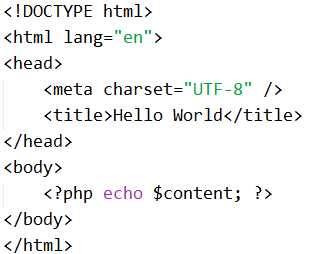 <!DOCTYPE html>
<html lang="en">
<head>
    <meta charset="UTF-8" />
    <title>Hello World</title>
</head>
<body>
    <?php echo $content; ?>
</body>
</html>